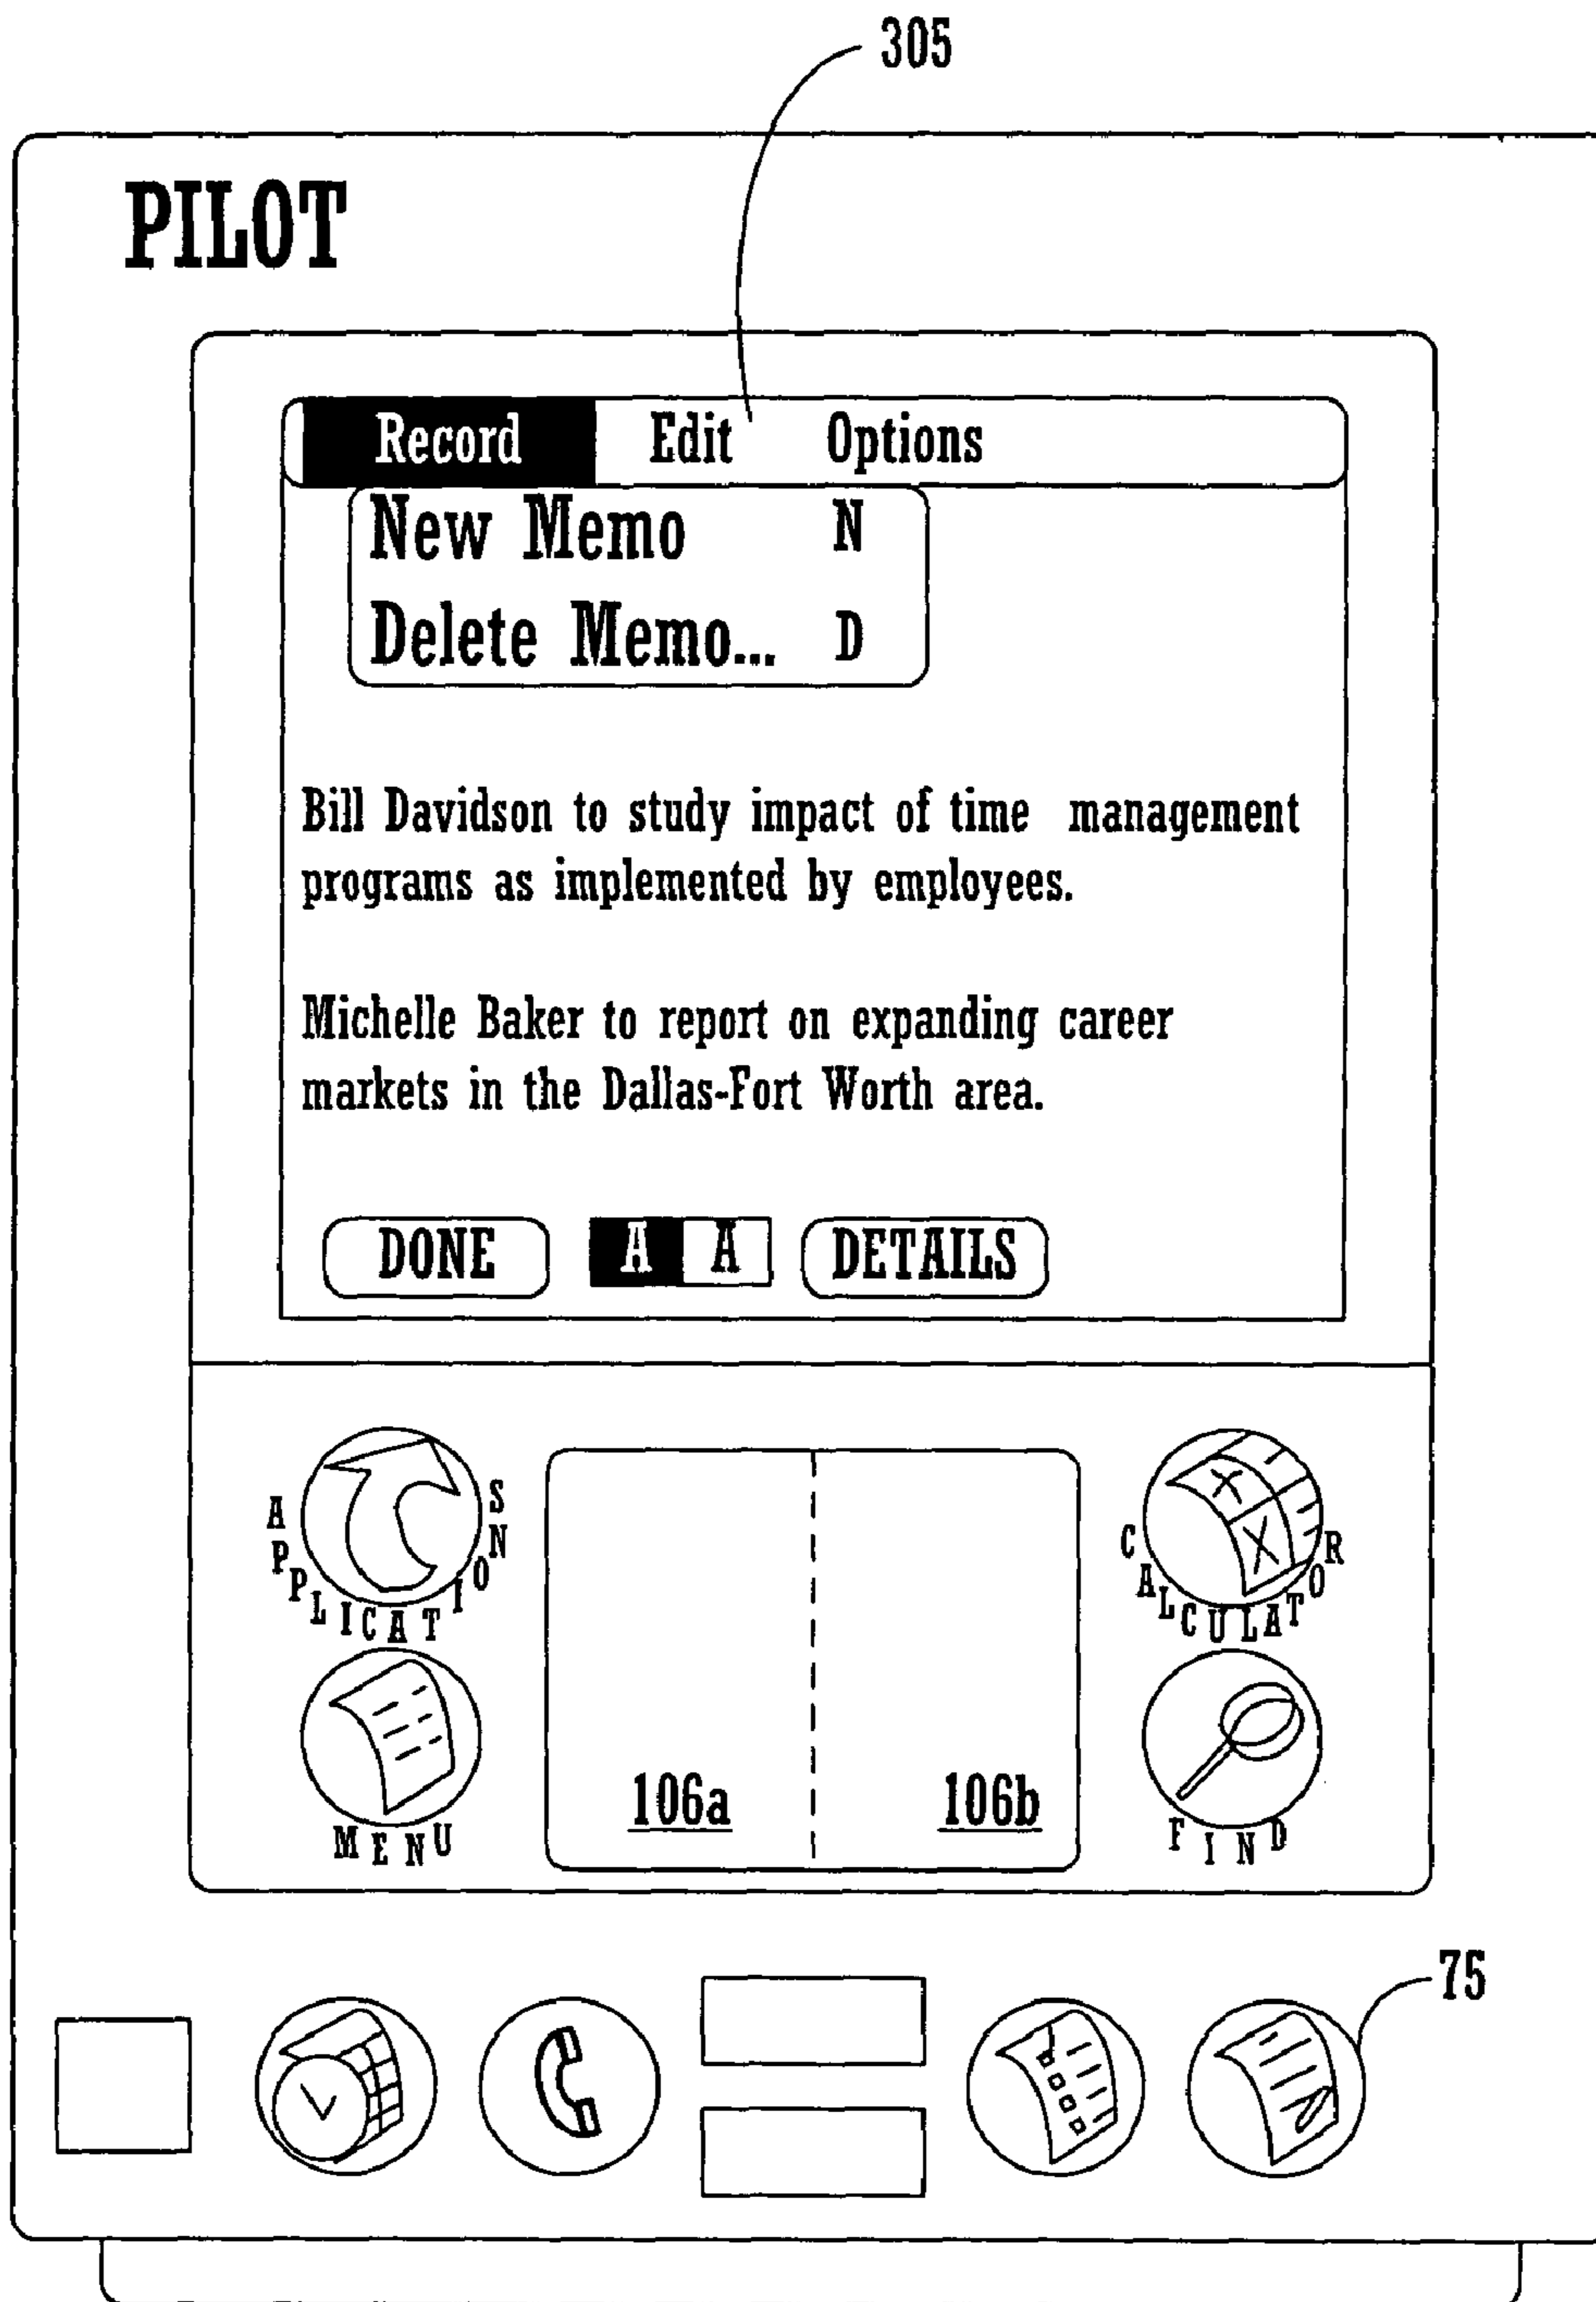 305
PILOT
Record Edit Options
New Memo N
Delete Memo... D
Bill Davidson to study impact of time management
programs as implemented by employees.
Michelle Baker to report on expanding career
markets in the Dallas-Fort Worth area.
DONE A A DETAILS
APPLICATIONS
CALCULATOR
MENU
106a
106b
FIND
75